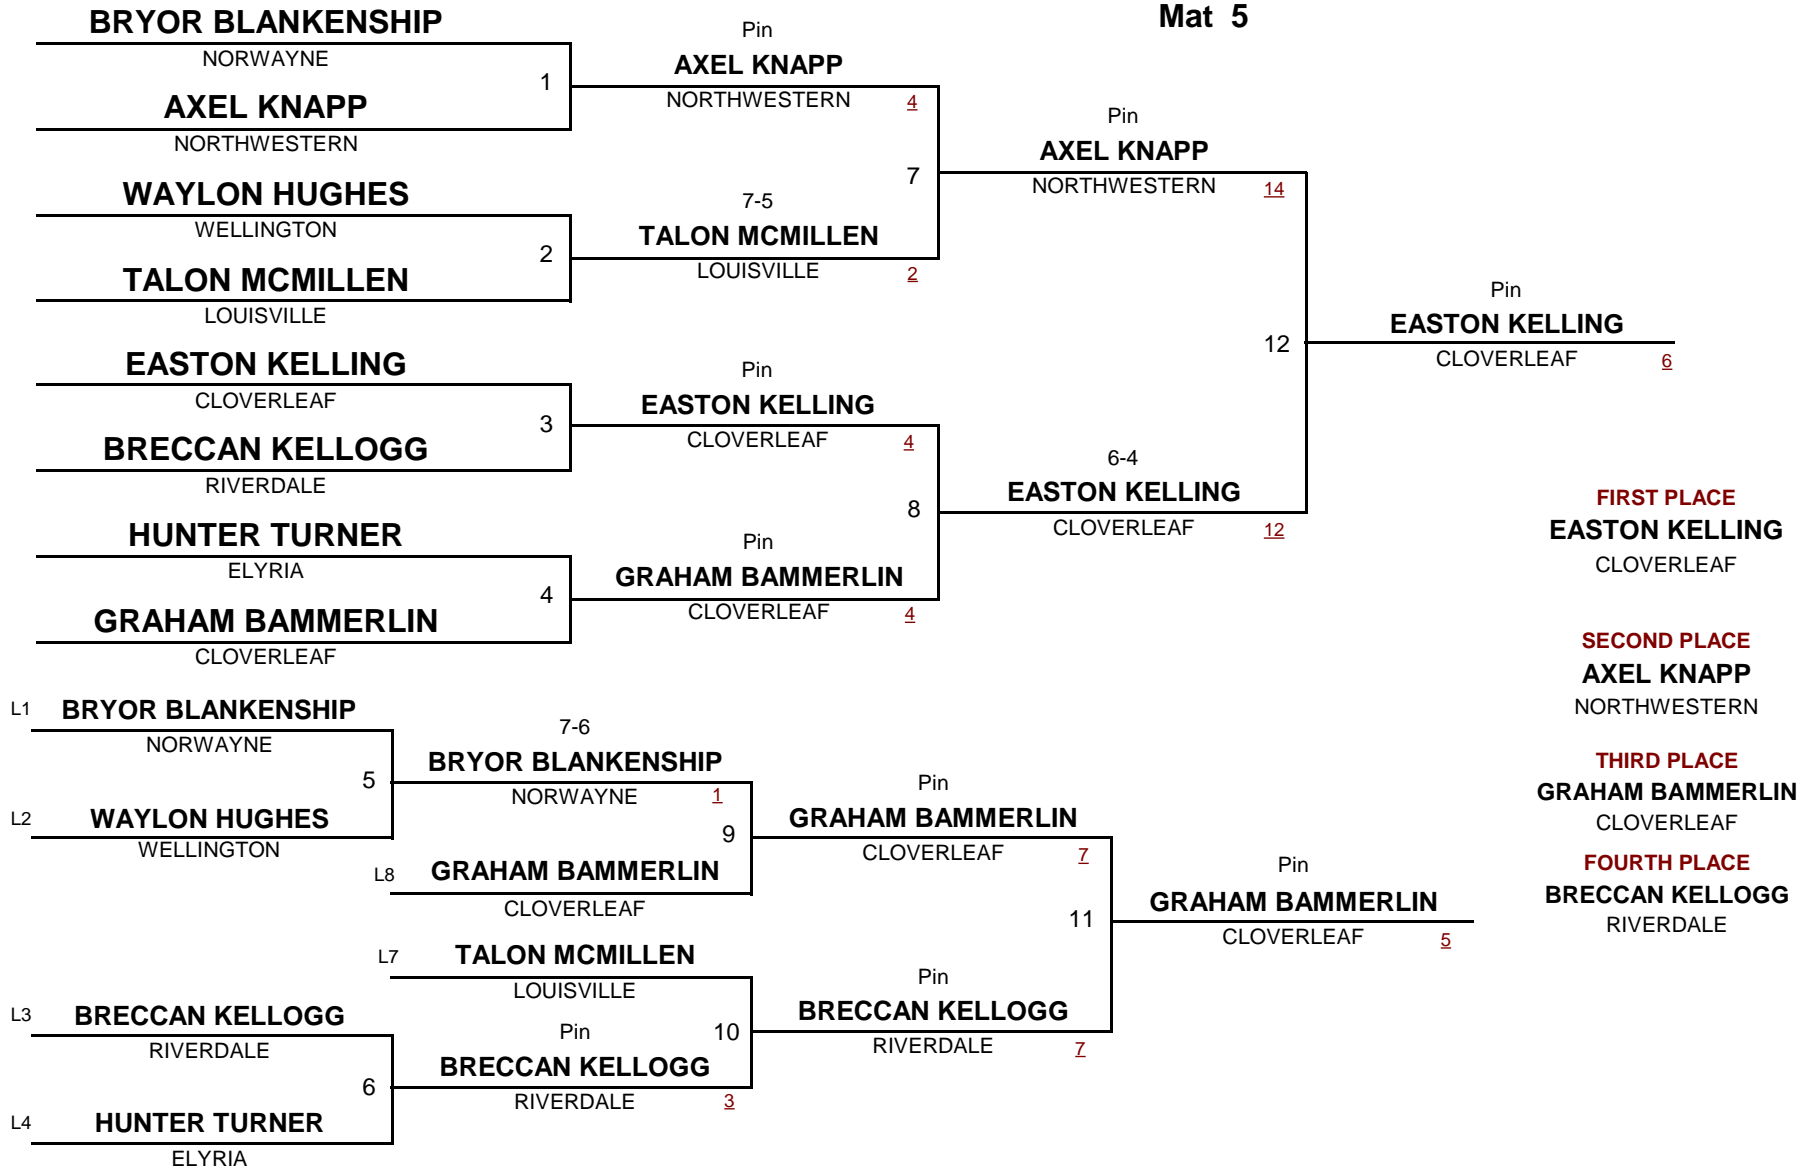 Mat 5
BRYOR BLANKENSHIP
NORWAYNE
1
AXEL KNAPP
NORTHWESTERN
Pin
AXEL KNAPP
NORTHWESTERN 4
WAYLON HUGHES
WELLINGTON
2
TALON MCMILLEN
LOUISVILLE
7-5
TALON MCMILLEN
LOUISVILLE 2
7
Pin
AXEL KNAPP
NORTHWESTERN 14
EASTON KELLING
CLOVERLEAF
3
BRECCAN KELLOGG
RIVERDALE
Pin
EASTON KELLING
CLOVERLEAF 4
HUNTER TURNER
ELYRIA
4
GRAHAM BAMMERLIN
CLOVERLEAF
Pin
GRAHAM BAMMERLIN
CLOVERLEAF 4
8
6-4
EASTON KELLING
CLOVERLEAF 12
12
Pin
EASTON KELLING
CLOVERLEAF 6
FIRST PLACE
EASTON KELLING
CLOVERLEAF
SECOND PLACE
AXEL KNAPP
NORTHWESTERN
THIRD PLACE
GRAHAM BAMMERLIN
CLOVERLEAF
FOURTH PLACE
BRECCAN KELLOGG
RIVERDALE
L1 BRYOR BLANKENSHIP
NORWAYNE
5
L2 WAYLON HUGHES
WELLINGTON
7-6
BRYOR BLANKENSHIP
NORWAYNE 1
9
L8 GRAHAM BAMMERLIN
CLOVERLEAF
Pin
GRAHAM BAMMERLIN
CLOVERLEAF 7
L7 TALON MCMILLEN
LOUISVILLE
L3 BRECCAN KELLOGG
RIVERDALE
6
L4 HUNTER TURNER
ELYRIA
Pin
BRECCAN KELLOGG
RIVERDALE 3
10
Pin
BRECCAN KELLOGG
RIVERDALE 7
11
Pin
GRAHAM BAMMERLIN
CLOVERLEAF 5